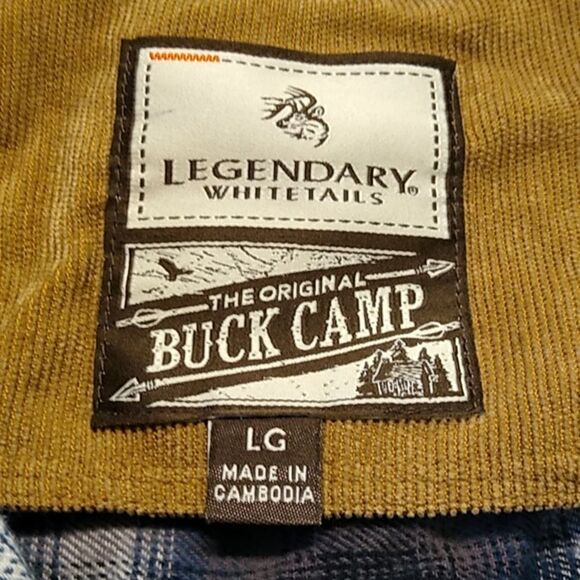 LEGENDARY®
WHITETAILS
THE ORIGINAL
BUCK CAMP
LG
MADE IN
CAMBODIA